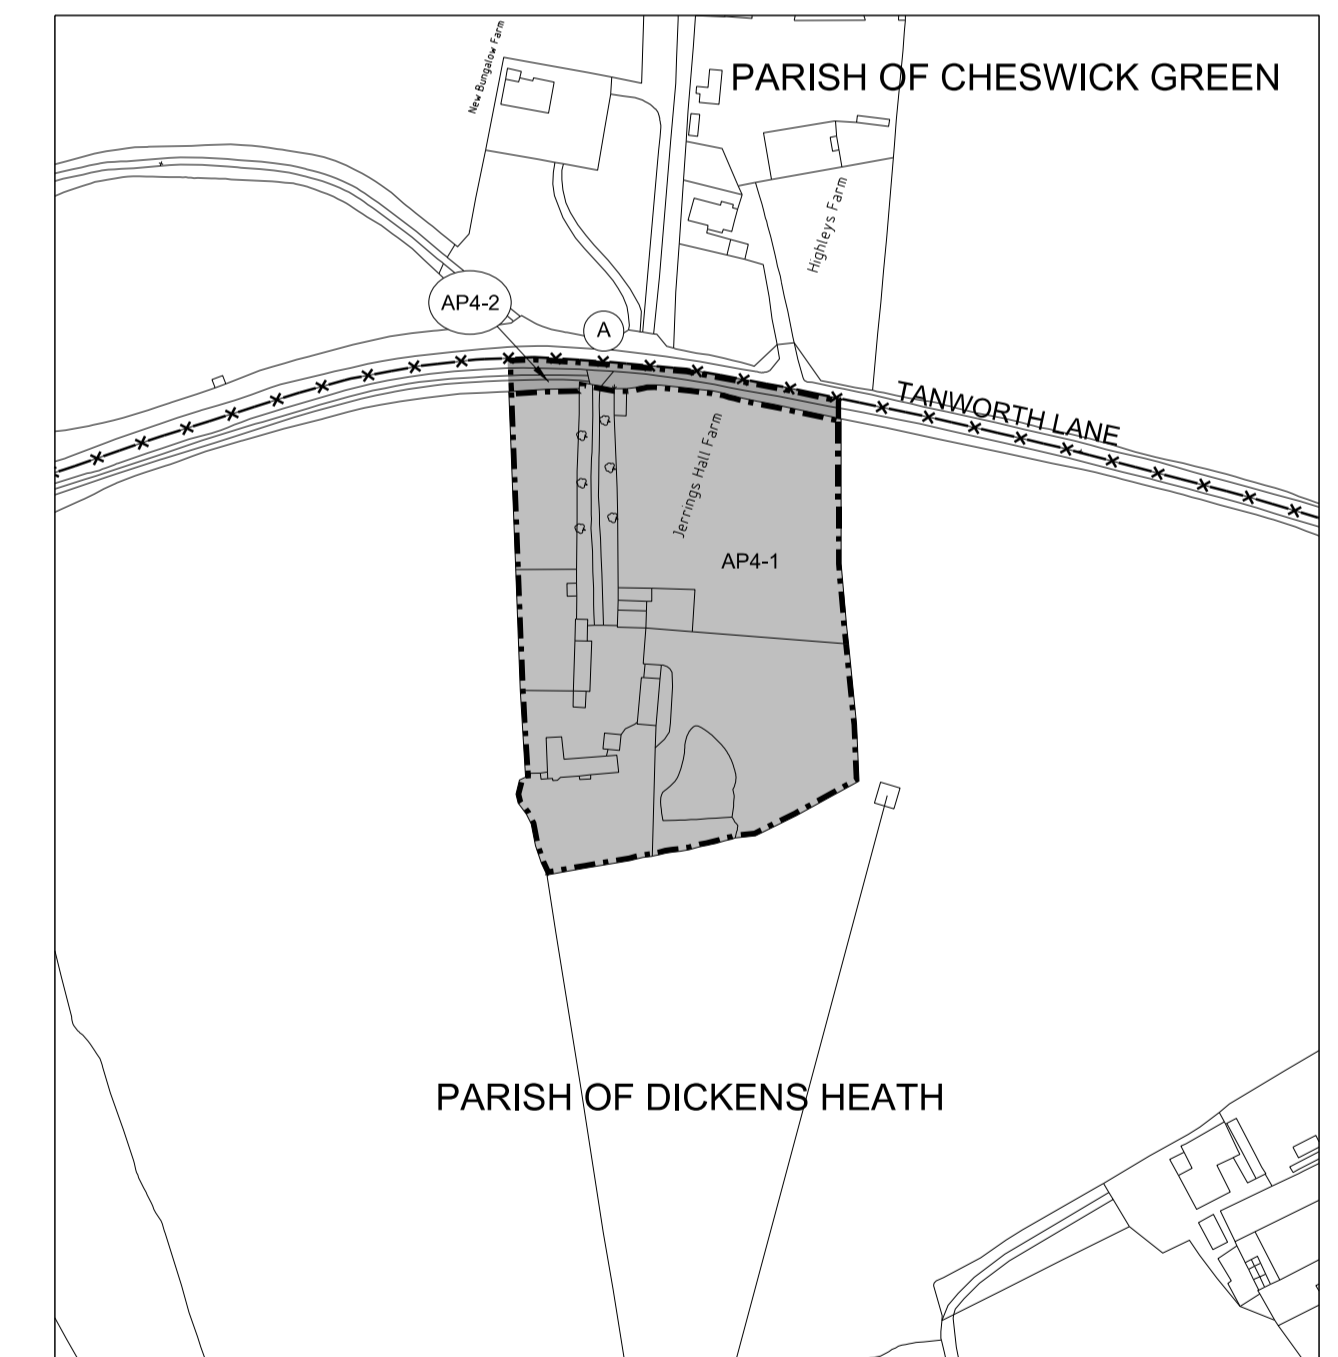 New Bungalow Farm
PARISH OF CHESWICK GREEN
Highleys Farm
AP4-2
A
TANWORTH LANE
Jerrings Hall Farm
AP4-1
PARISH OF DICKENS HEATH